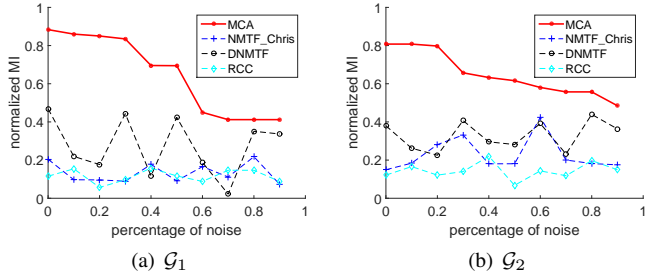 1
0.8
0.6
0.4
0.2
0
normalized MI
MCA
NMTF_Chris
DNMTF
RCC
0 0.2 0.4 0.6 0.8 1
percentage of noise
(a) 𝒢1
1
0.8
0.6
0.4
0.2
0
normalized MI
MCA
NMTF_Chris
DNMTF
RCC
0 0.2 0.4 0.6 0.8 1
percentage of noise
(b) 𝒢2